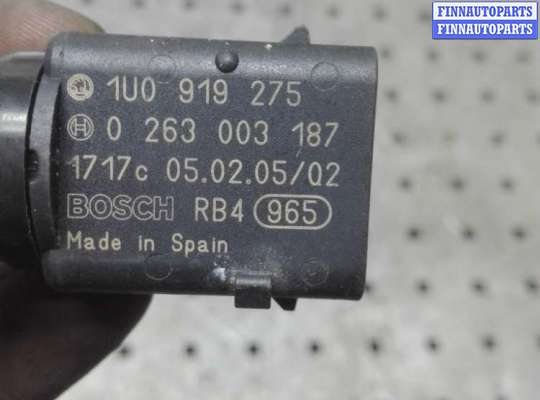 FINNAUTOPARTS
FINNAUTOPARTS
1U0 919 275
0 263 003 187
1717c 05.02.05/02
BOSCH RB4 965
Made in Spain